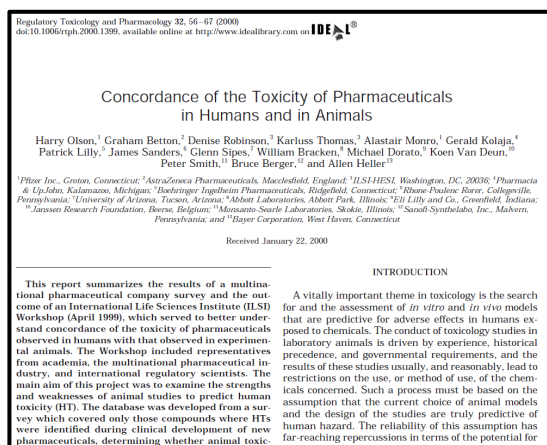 Regulatory Toxicology and Pharmacology 32, 56–67 (2000)
doi:10.1006/rtph.2000.1399, available online at http://www.idealibrary.com on IDEAL®
Concordance of the Toxicity of Pharmaceuticals
in Humans and in Animals
Harry Olson,1 Graham Betton,2 Denise Robinson,3 Karluss Thomas,3 Alastair Monro,1 Gerald Kolaja,4
Patrick Lilly,5 James Sanders,6 Glenn Sipes,7 William Bracken,8 Michael Dorato,9 Koen Van Deun,10
Peter Smith,11 Bruce Berger,12 and Allen Heller13
1Pfizer Inc., Groton, Connecticut; 2AstraZeneca Pharmaceuticals, Macclesfield, England; 3ILSI-HESI, Washington, DC, 20036; 4Pharmacia
& UpJohn, Kalamazoo, Michigan; 5Boehringer Ingelheim Pharmaceuticals, Ridgefield, Connecticut; 6Rhone-Poulenc Rorer, Collegeville,
Pennsylvania; 7University of Arizona, Tucson, Arizona; 8Abbott Laboratories, Abbott Park, Illinois; 9Eli Lilly and Co., Greenfield, Indiana;
10Janssen Research Foundation, Beerse, Belgium; 11Monsanto-Searle Laboratories, Skokie, Illinois; 12Sanofi-Synthelabo, Inc., Malvern,
Pennsylvania; and 13Bayer Corporation, West Haven, Connecticut
Received January 22, 2000
This report summarizes the results of a multina-
tional pharmaceutical company survey and the out-
come of an International Life Sciences Institute (ILSI)
Workshop (April 1999), which served to better under-
stand concordance of the toxicity of pharmaceuticals
observed in humans with that observed in experimen-
tal animals. The Workshop included representatives
from academia, the multinational pharmaceutical in-
dustry, and international regulatory scientists. The
main aim of this project was to examine the strengths
and weaknesses of animal studies to predict human
toxicity (HT). The database was developed from a sur-
vey which covered only those compounds where HTs
were identified during clinical development of new
pharmaceuticals, determining whether animal toxic-
INTRODUCTION
A vitally important theme in toxicology is the search
for and the assessment of in vitro and in vivo models
that are predictive for adverse effects in humans ex-
posed to chemicals. The conduct of toxicology studies in
laboratory animals is driven by experience, historical
precedence, and governmental requirements, and the
results of these studies usually, and reasonably, lead to
restrictions on the use, or method of use, of the chem-
icals concerned. Such a process must be based on the
assumption that the current choice of animal models
and the design of the studies are truly predictive of
human hazard. The reliability of this assumption has
far-reaching repercussions in terms of the potential for